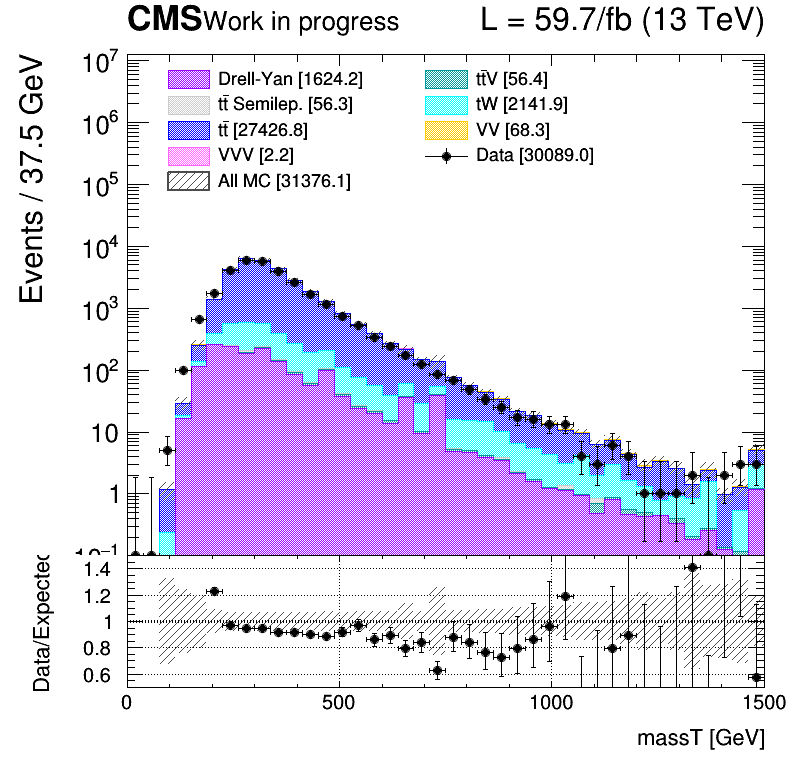 CMS Work in progress L = 59.7/fb (13 TeV)
Events / 37.5 GeV
10⁷
10⁶
10⁵
10⁴
10³
10²
10
1
10⁻¹
Drell-Yan [1624.2]
tt̄ Semilep. [56.3]
tt̄ [27426.8]
VVV [2.2]
All MC [31376.1]
tt̄V [56.4]
tW [2141.9]
VV [68.3]
Data [30089.0]
Data/Expected
1.4
1.2
1
0.8
0.6
0 500 1000 1500
massT [GeV]